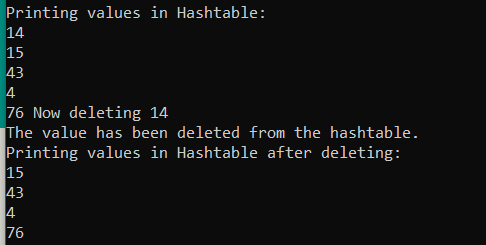 Printing values in Hashtable:
14
15
43
4
76 Now deleting 14
The value has been deleted from the hashtable.
Printing values in Hashtable after deleting:
15
43
4
76